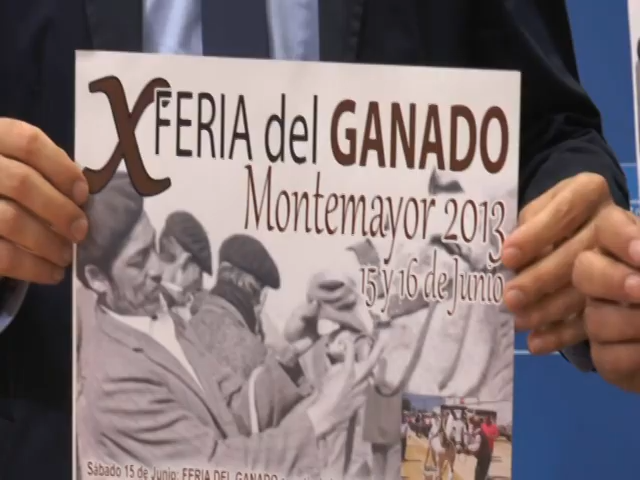 X FERIA del GANADO
Montemayor 2013
15 y 16 de Junio
Sábado 15 de Junio: FERIA DEL GANADO